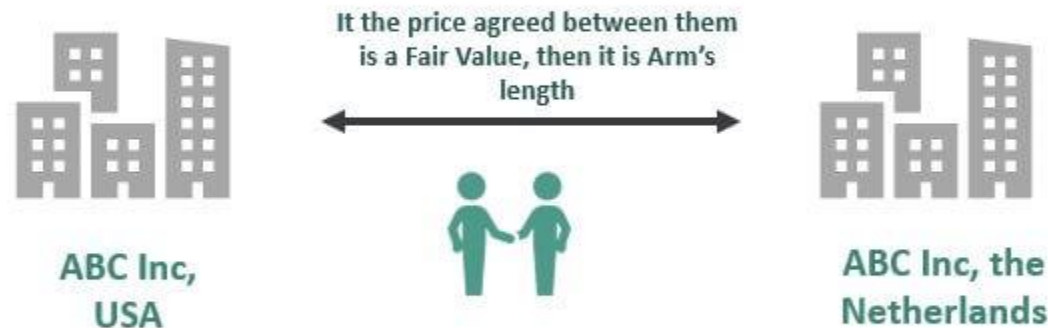 It the price agreed between them
is a Fair Value, then it is Arm's
length
ABC Inc,
USA
ABC Inc, the
Netherlands